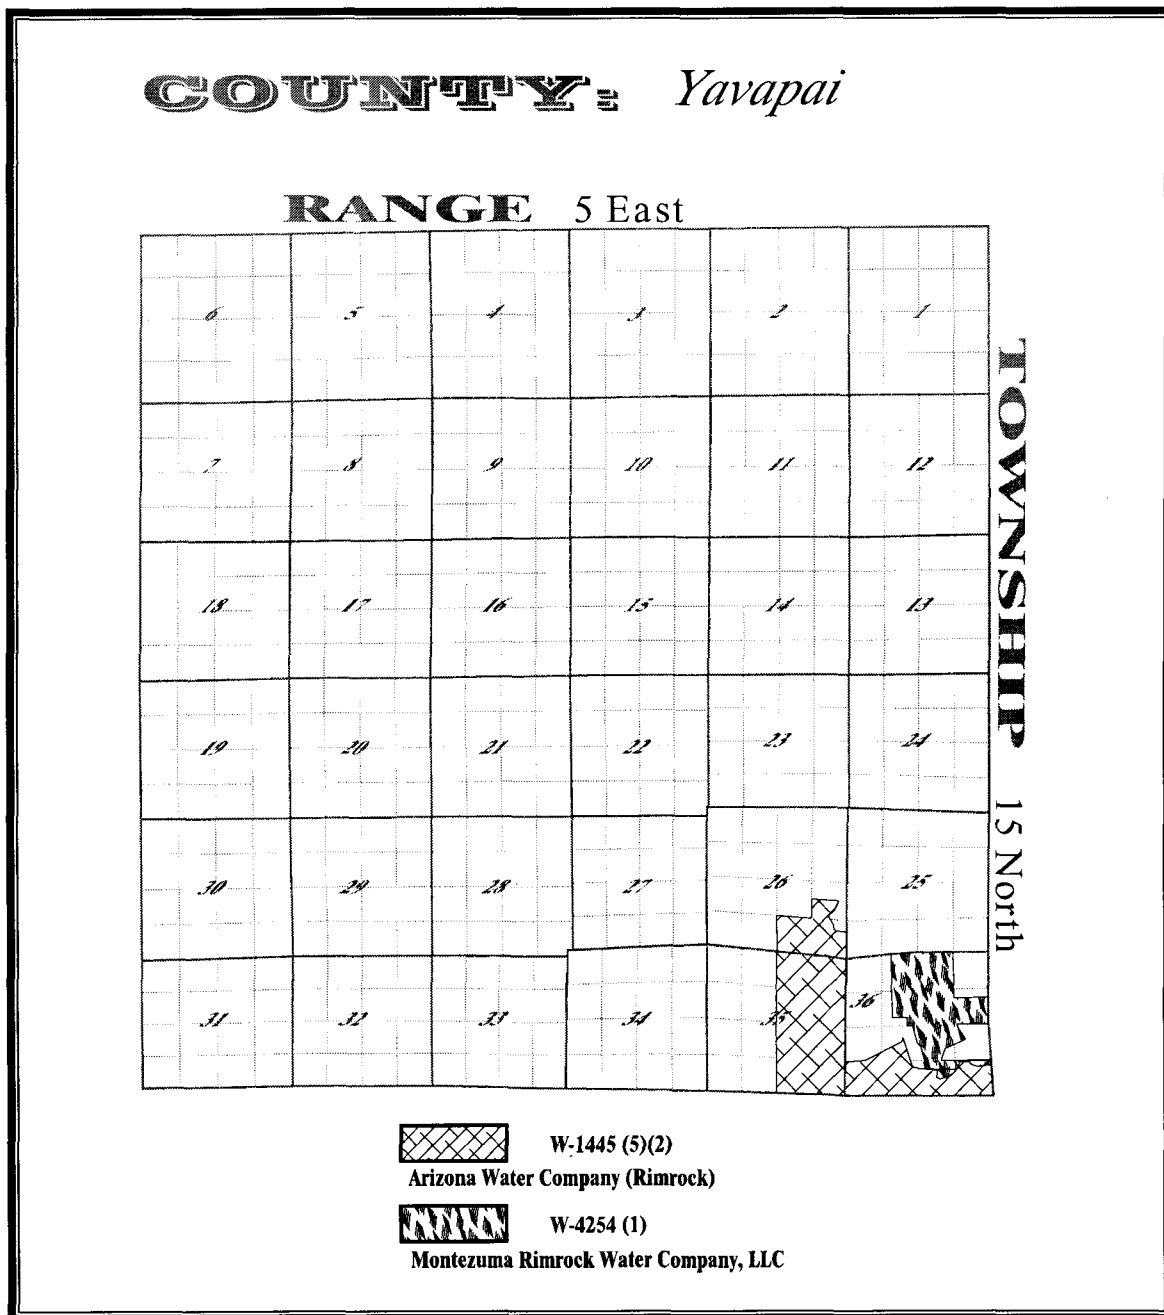 COUNTY: Yavapai
RANGE 5 East
6 5 4 3 2 1
7 8 9 10 11 12
18 17 16 15 14 13
19 20 21 22 23 24
30 29 28 27 26 25
31 32 33 34 35 36
TOWNSHIP 15 North
W-1445 (5)(2)
Arizona Water Company (Rimrock)
W-4254 (1)
Montezuma Rimrock Water Company, LLC